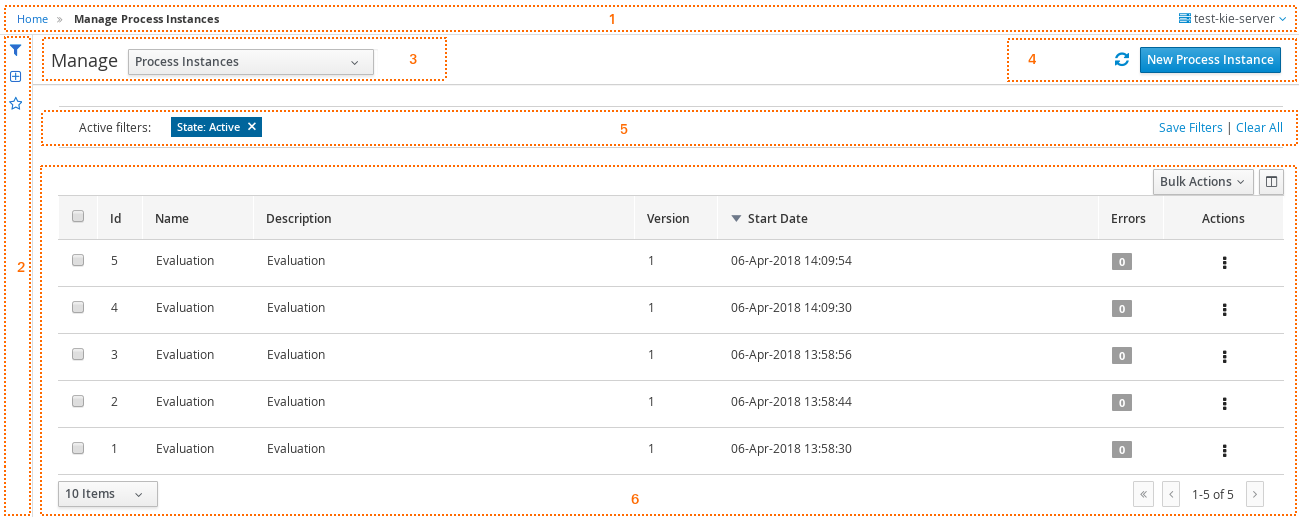 Home » Manage Process Instances 1 test-kie-server
Manage Process Instances 3 4 New Process Instance
Active filters: State: Active × 5 Save Filters | Clear All
Bulk Actions
Id Name Description Version Start Date Errors Actions
5 Evaluation Evaluation 1 06-Apr-2018 14:09:54 0
2
4 Evaluation Evaluation 1 06-Apr-2018 14:09:30 0
3 Evaluation Evaluation 1 06-Apr-2018 13:58:56 0
2 Evaluation Evaluation 1 06-Apr-2018 13:58:44 0
1 Evaluation Evaluation 1 06-Apr-2018 13:58:30 0
10 Items 6 « ‹ 1-5 of 5 ›